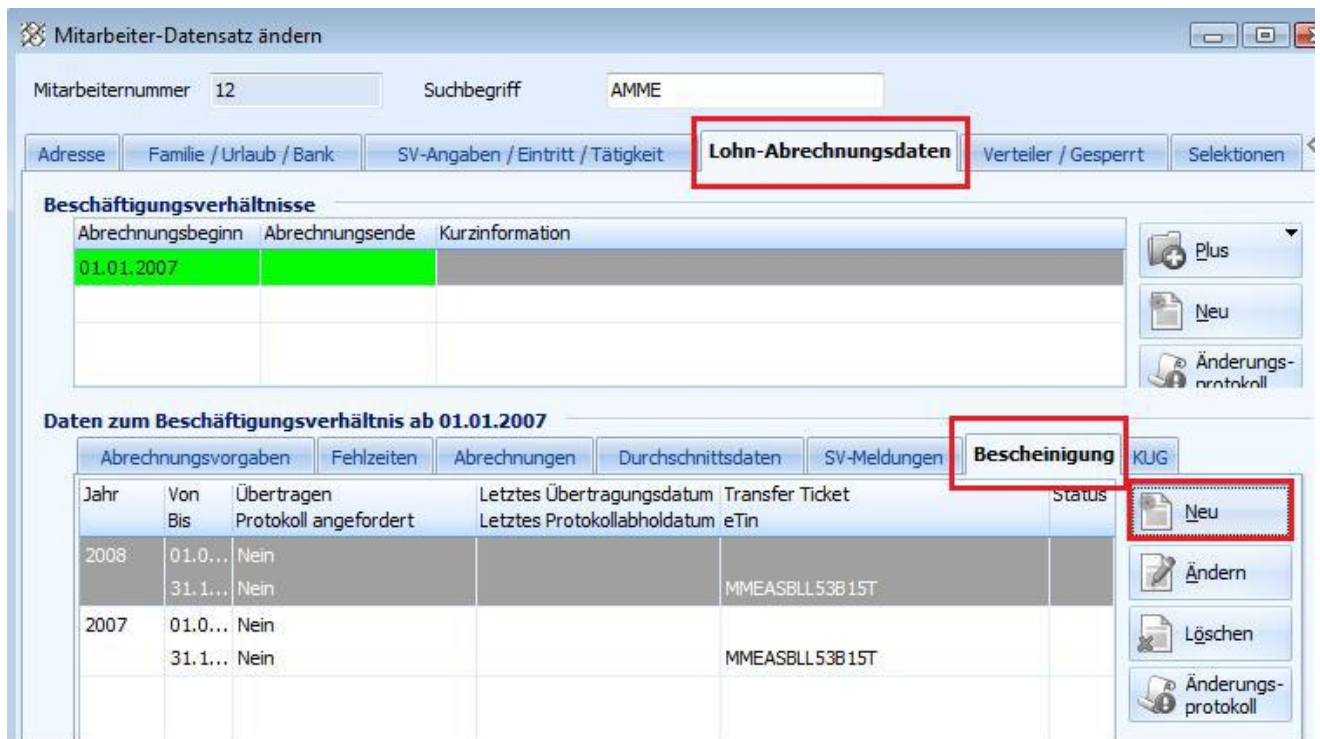 Mitarbeiter-Datensatz ändern
Mitarbeiternummer 12 Suchbegriff AMME
Adresse Familie / Urlaub / Bank SV-Angaben / Eintritt / Tätigkeit Lohn-Abrechnungsdaten Verteiler / Gesperrt Selektionen
Beschäftigungsverhältnisse
Abrechnungsbeginn Abrechnungsende Kurzinformation
01.01.2007
Plus
Neu
Änderungs-
protokoll
Daten zum Beschäftigungsverhältnis ab 01.01.2007
Abrechnungsvorgaben Fehlzeiten Abrechnungen Durchschnittsdaten SV-Meldungen Bescheinigung KUG
Jahr Von Übertragen Letztes Übertragungsdatum Transfer Ticket Status
Bis Protokoll angefordert Letztes Protokollabholdatum eTin
2008 01.0... Nein
31.1... Nein MMEASBLL53B15T
2007 01.0... Nein
31.1... Nein MMEASBLL53B15T
Neu
Ändern
Löschen
Änderungs-
protokoll